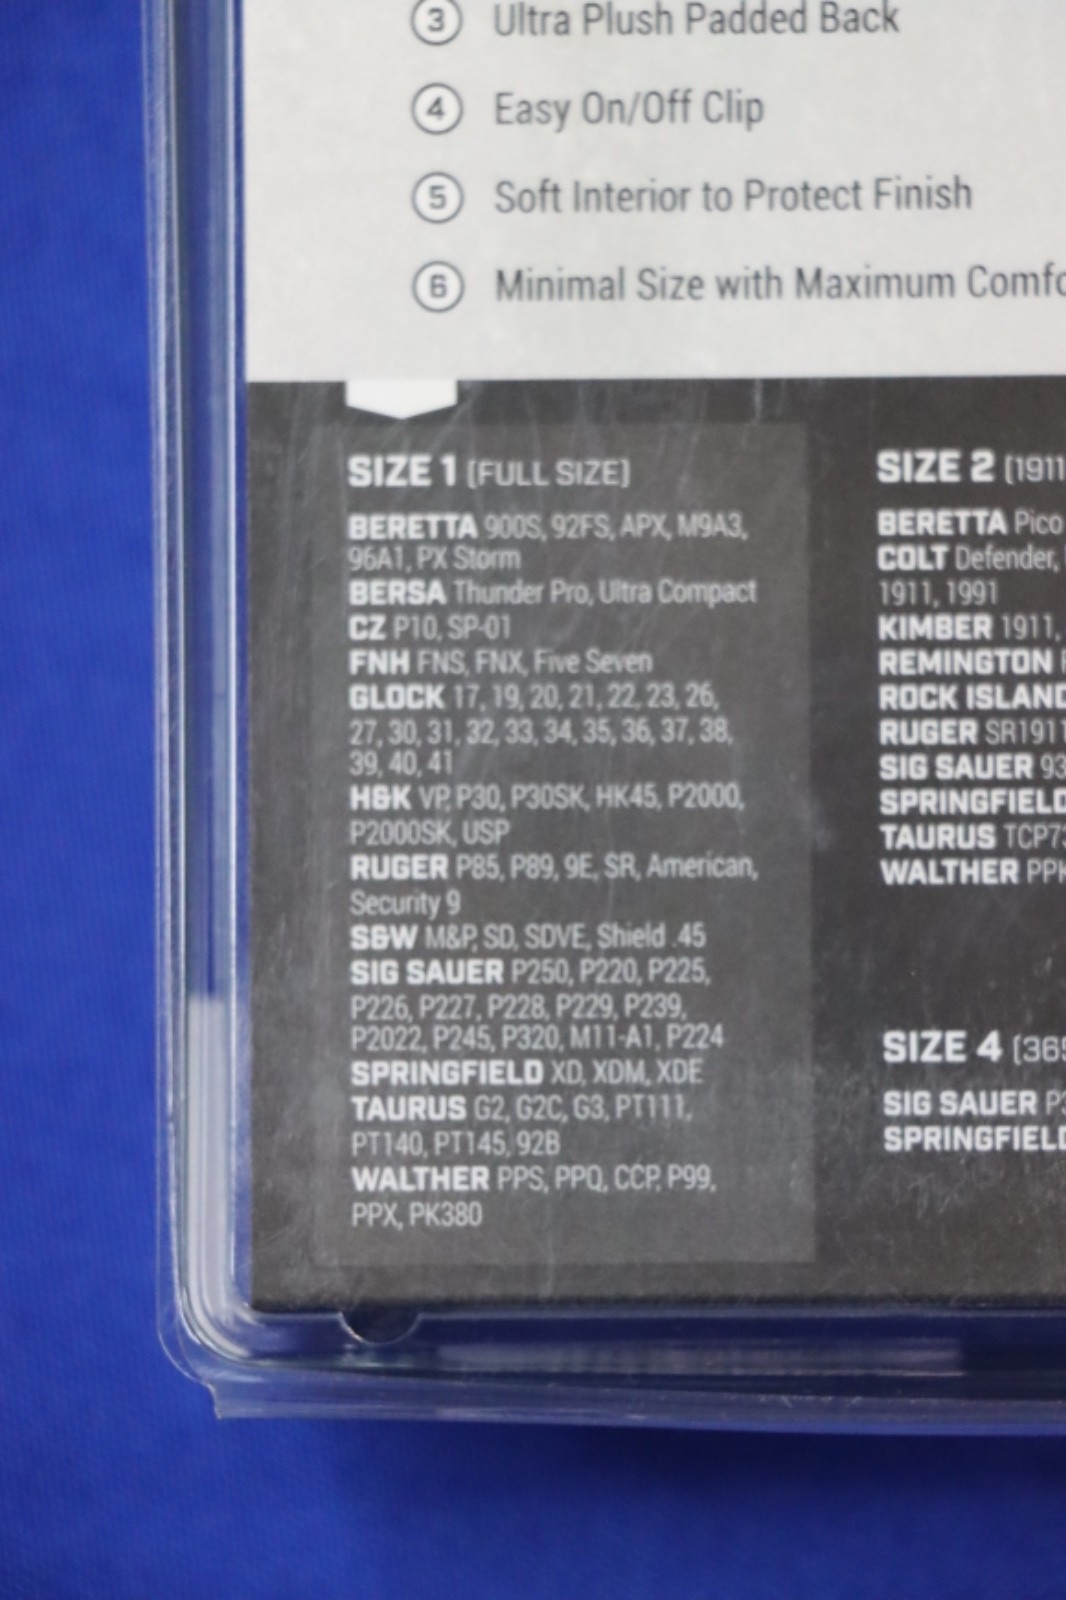 3 Ultra Plush Padded Back
4 Easy On/Off Clip
5 Soft Interior to Protect Finish
6 Minimal Size with Maximum Comfo
SIZE 1 (FULL SIZE)
BERETTA 900S, 92FS, APX, M9A3,
96A1, PX Storm
BERSA Thunder Pro, Ultra Compact
CZ P10, SP-01
FNH FNS, FNX, Five Seven
GLOCK 17, 19, 20, 21, 22, 23, 26,
27, 30, 31, 32, 33, 34, 35, 36, 37, 38,
39, 40, 41
H&K VP, P30, P30SK, HK45, P2000,
P2000SK, USP
RUGER P85, P89, 9E, SR, American,
Security 9
S&W M&P, SD, SDVE, Shield .45
SIG SAUER P250, P220, P225,
P226, P227, P228, P229, P239,
P2022, P245, P320, M11-A1, P224
SPRINGFIELD XD, XDM, XDE
TAURUS G2, G2C, G3, PT111,
PT140, PT145, 92B
WALTHER PPS, PPQ, CCP, P99,
PPX, PK380
SIZE 2 (1911
BERETTA Pico
COLT Defender,
1911, 1991
KIMBER 1911,
REMINGTON
ROCK ISLAND
RUGER SR1911
SIG SAUER 93
SPRINGFIELD
TAURUS TCP73
WALTHER PPK
SIZE 4 (365
SIG SAUER P3
SPRINGFIELD